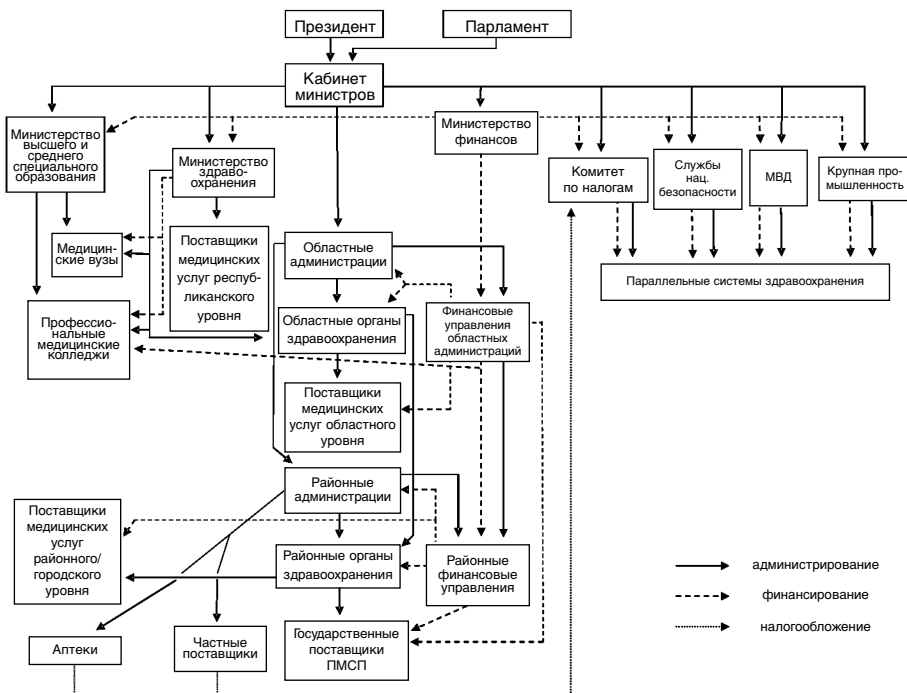 Президент
Парламент
Кабинет
министров
Министерство
высшего и
среднего
специального
образования
Министерство
здраво-
охранения
Министерство
финансов
Комитет
по налогам
Службы
нац.
безопасности
МВД
Крупная про-
мышленность
Медицин-
ские вузы
Поставщики
медицинских
услуг респуб-
ликанского
уровня
Областные
администрации
Параллельные системы здравоохранения
Профессио-
нальные
медицинские
колледжи
Областные органы
здравоохранения
Финансовые
управления
областных
администраций
Поставщики
медицинских
услуг областного
уровня
Районные
администрации
Поставщики
медицинских
услуг
районного/
городского
уровня
Районные органы
здравоохранения
Районные
финансовые
управления
администрирование
финансирование
налогообложение
Аптеки
Частные
поставщики
Государственные
поставщики
ПМСП